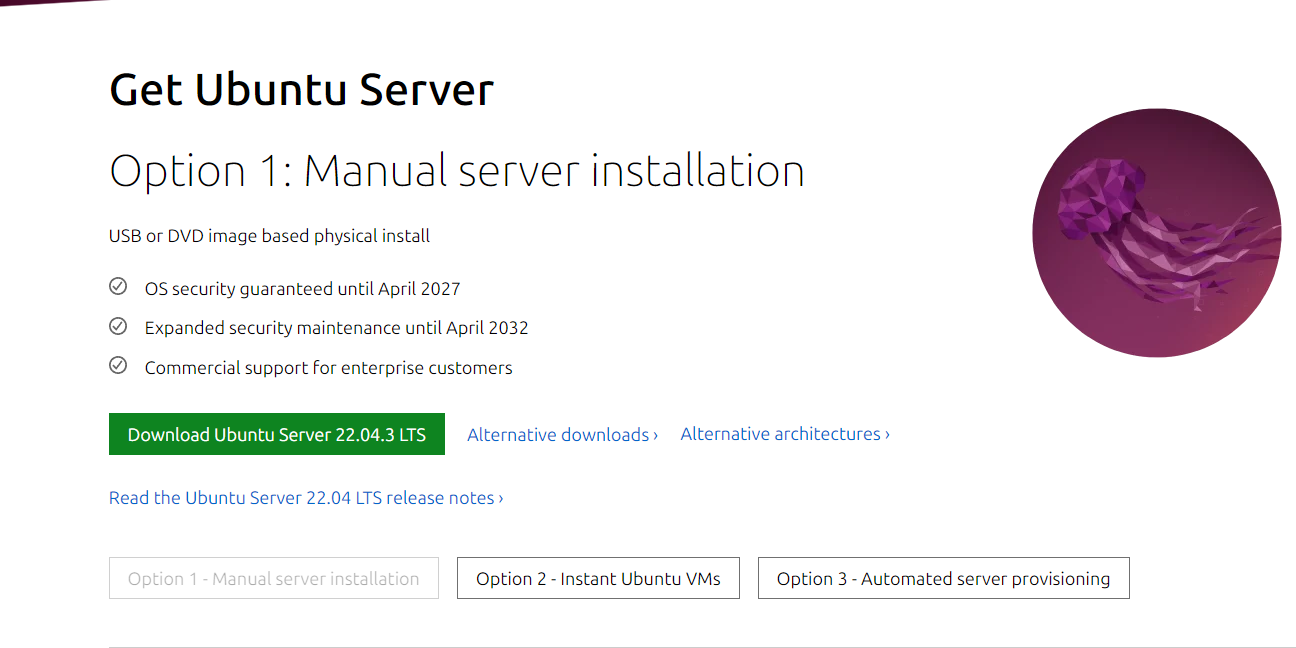 Get Ubuntu Server
Option 1: Manual server installation
USB or DVD image based physical install
OS security guaranteed until April 2027
Expanded security maintenance until April 2032
Commercial support for enterprise customers
Download Ubuntu Server 22.04.3 LTS
Alternative downloads ›
Alternative architectures ›
Read the Ubuntu Server 22.04 LTS release notes ›
Option 1 - Manual server installation
Option 2 - Instant Ubuntu VMs
Option 3 - Automated server provisioning